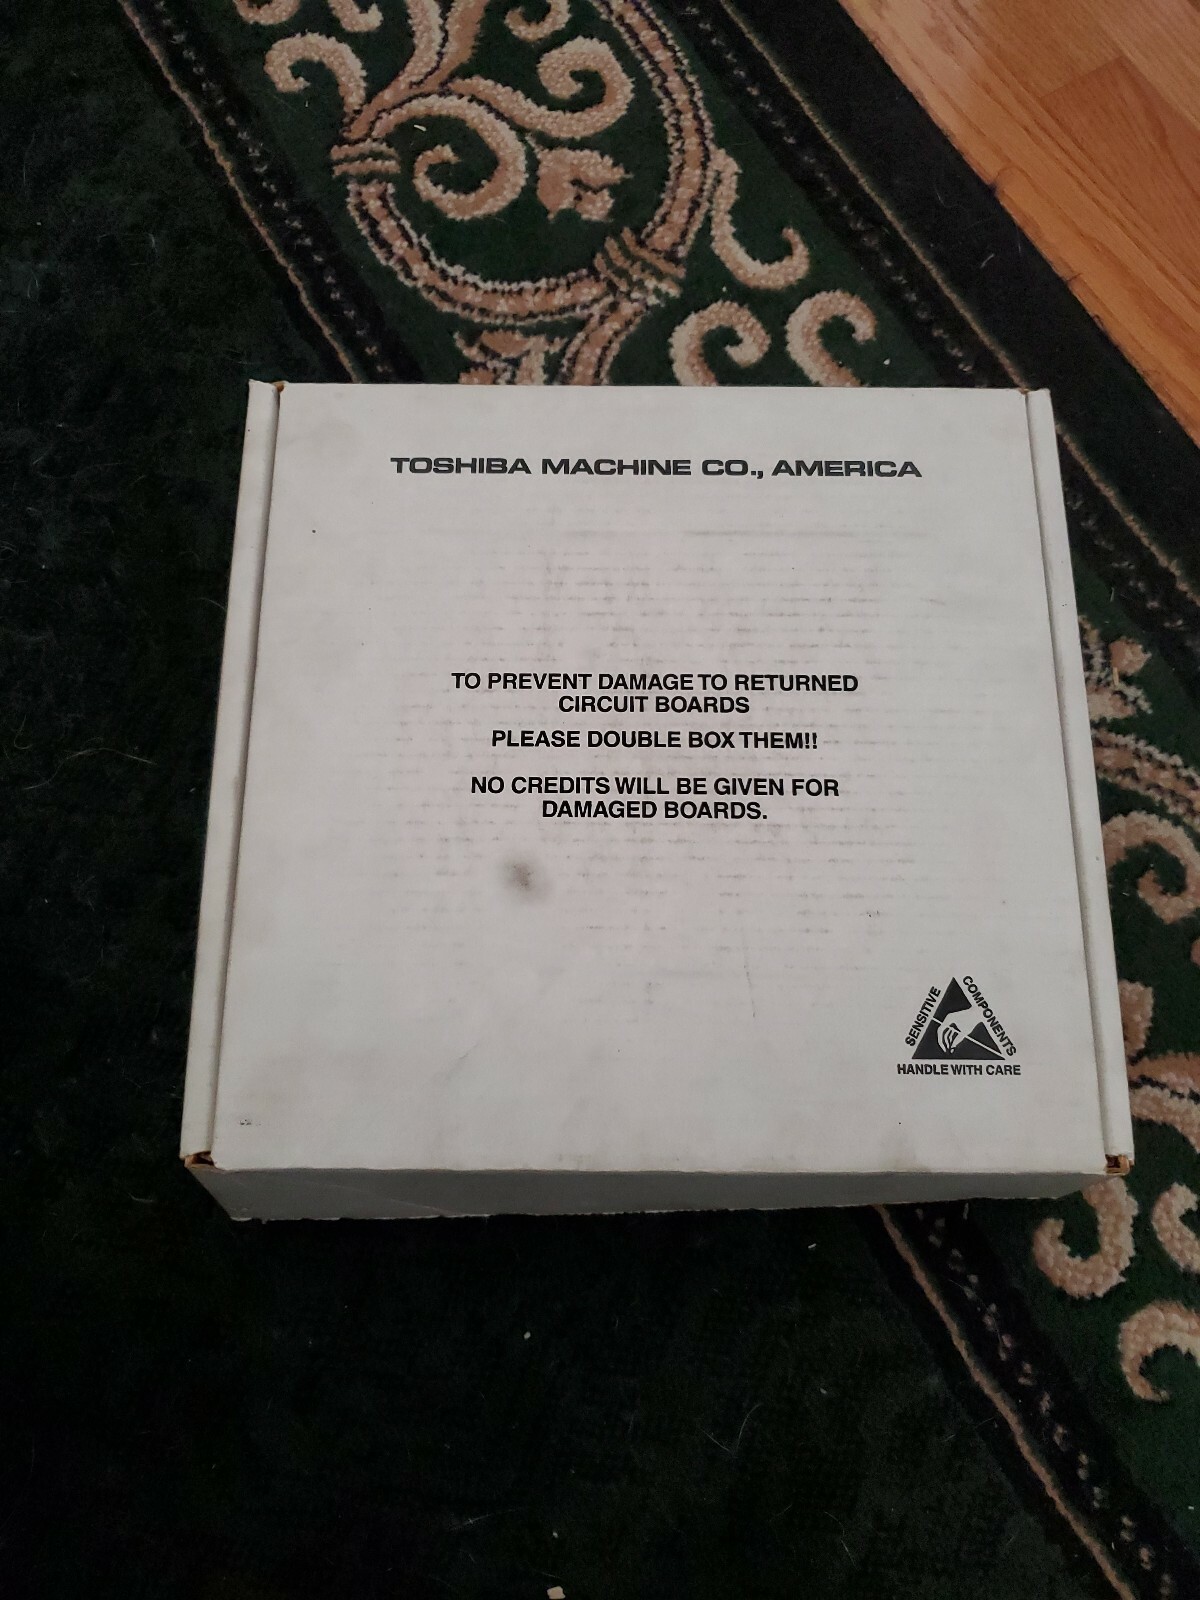 TOSHIBA MACHINE CO., AMERICA
TO PREVENT DAMAGE TO RETURNED
CIRCUIT BOARDS
PLEASE DOUBLE BOX THEM!!
NO CREDITS WILL BE GIVEN FOR
DAMAGED BOARDS.
SENSITIVE
COMPONENTS
HANDLE WITH CARE